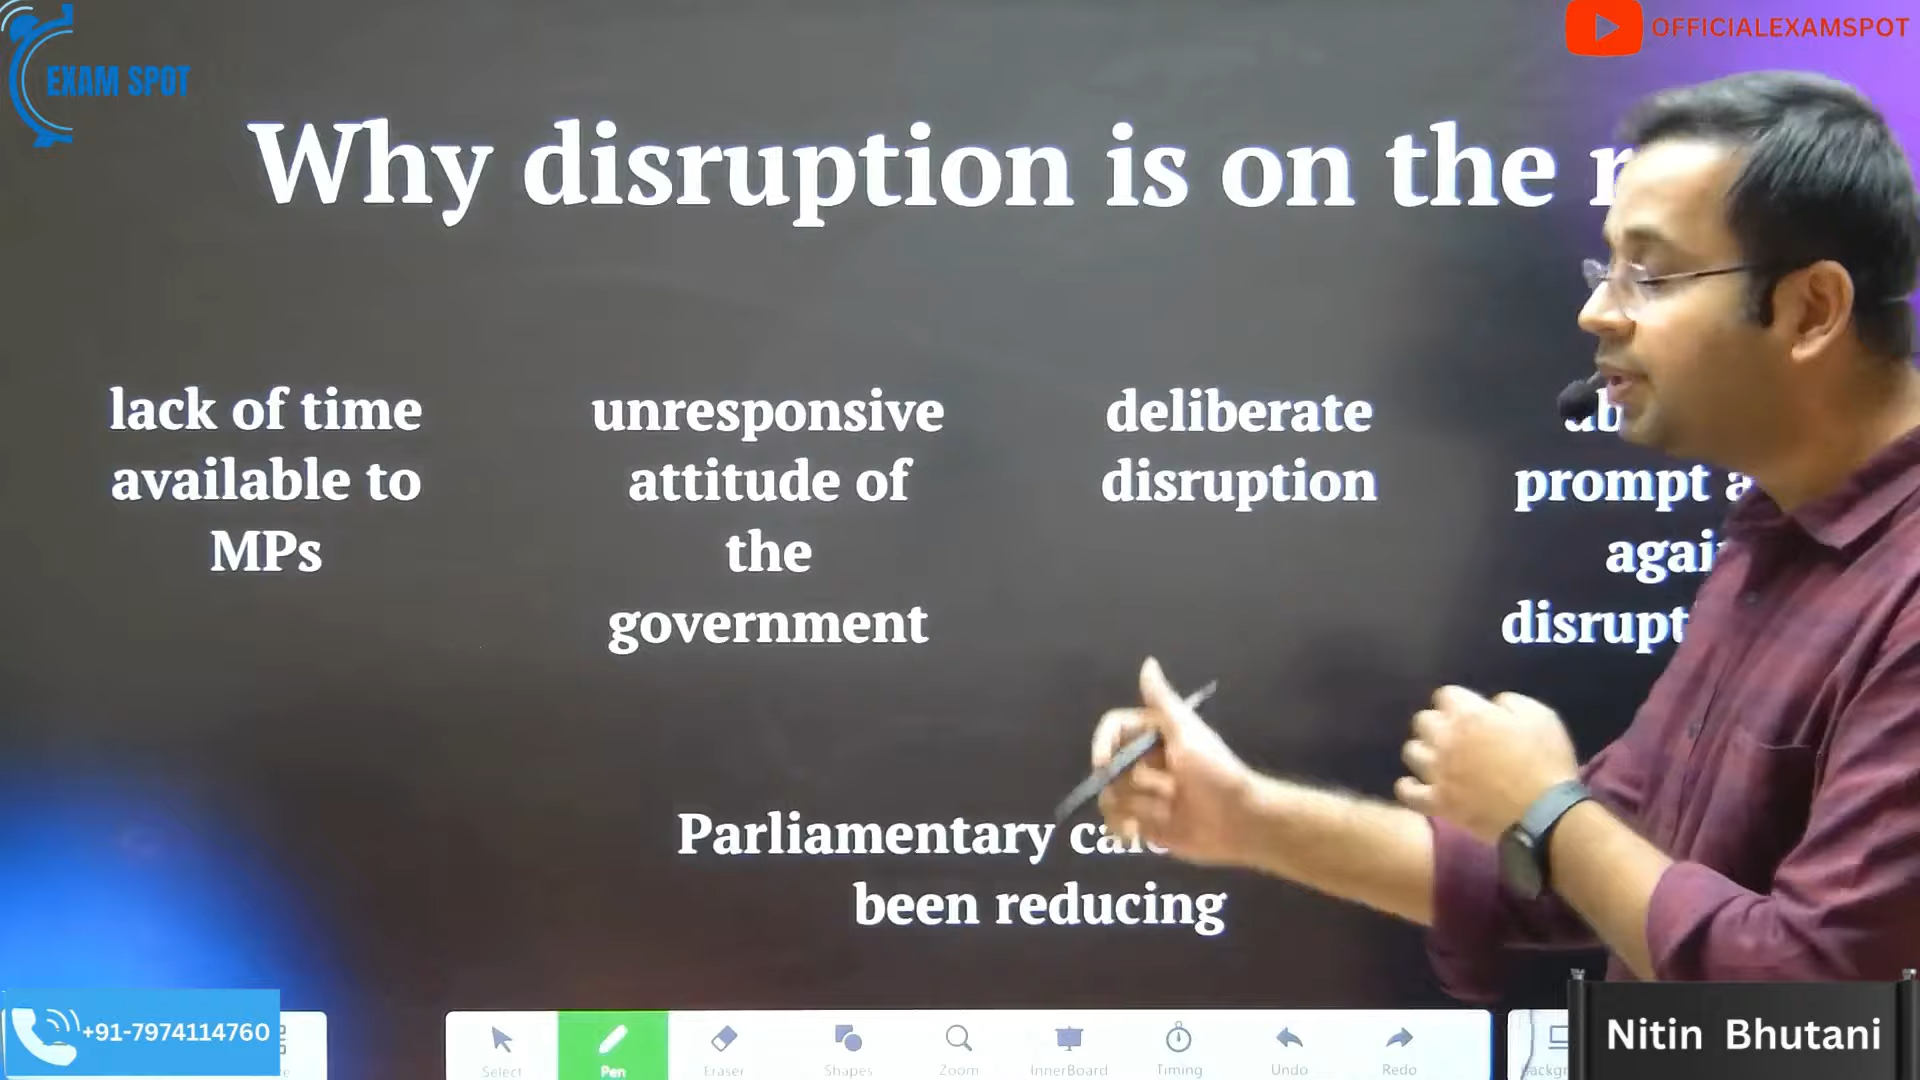 EXAM SPOT
OFFICIALEXAMSPOT
Why disruption is on the
lack of time
available to
MPs
unresponsive
attitude of
the
government
deliberate
disruption
prompt
Parliamentary
been reducing
+91-7974114760
Select
Pen
Eraser
Shapes
Zoom
InnerBoard
Timing
Undo
Redo
Nitin Bhutani